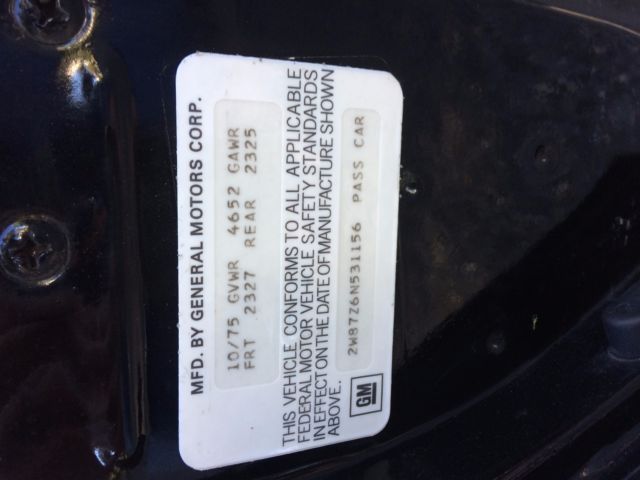 MFD. BY GENERAL MOTORS CORP.
10/75 GVWR 4652 GAWR
FRT 2327 REAR 2325
THIS VEHICLE CONFORMS TO ALL APPLICABLE
FEDERAL MOTOR VEHICLE SAFETY STANDARDS
IN EFFECT ON THE DATE OF MANUFACTURE SHOWN
ABOVE.
2W87Z6N531156 PASS CAR
GM